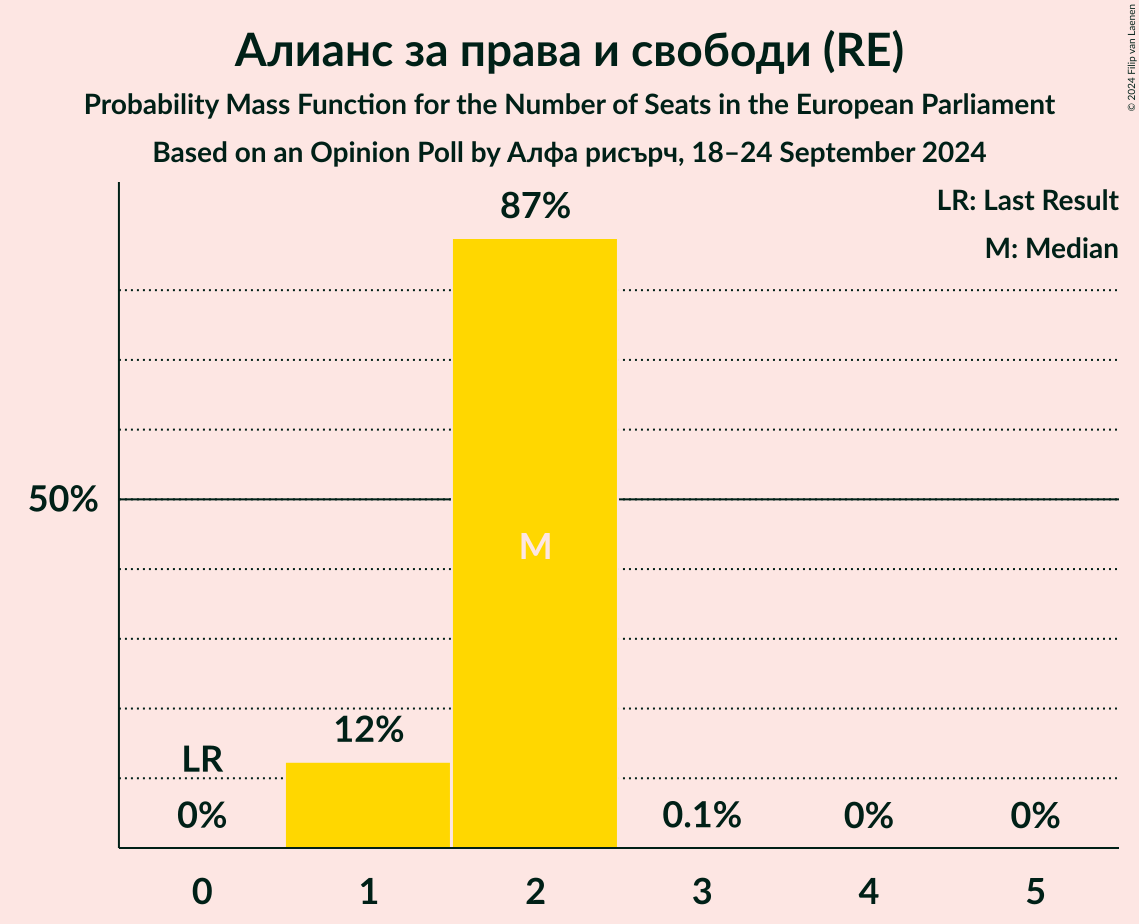 Алианс за права и свободи (RE)
Probability Mass Function for the Number of Seats in the European Parliament
Based on an Opinion Poll by Алфа рисърч, 18–24 September 2024
© 2024 Filip van Laenen
LR: Last Result
M: Median
87%
50%
M
12%
LR
0%
0.1%
0%
0%
0
1
2
3
4
5